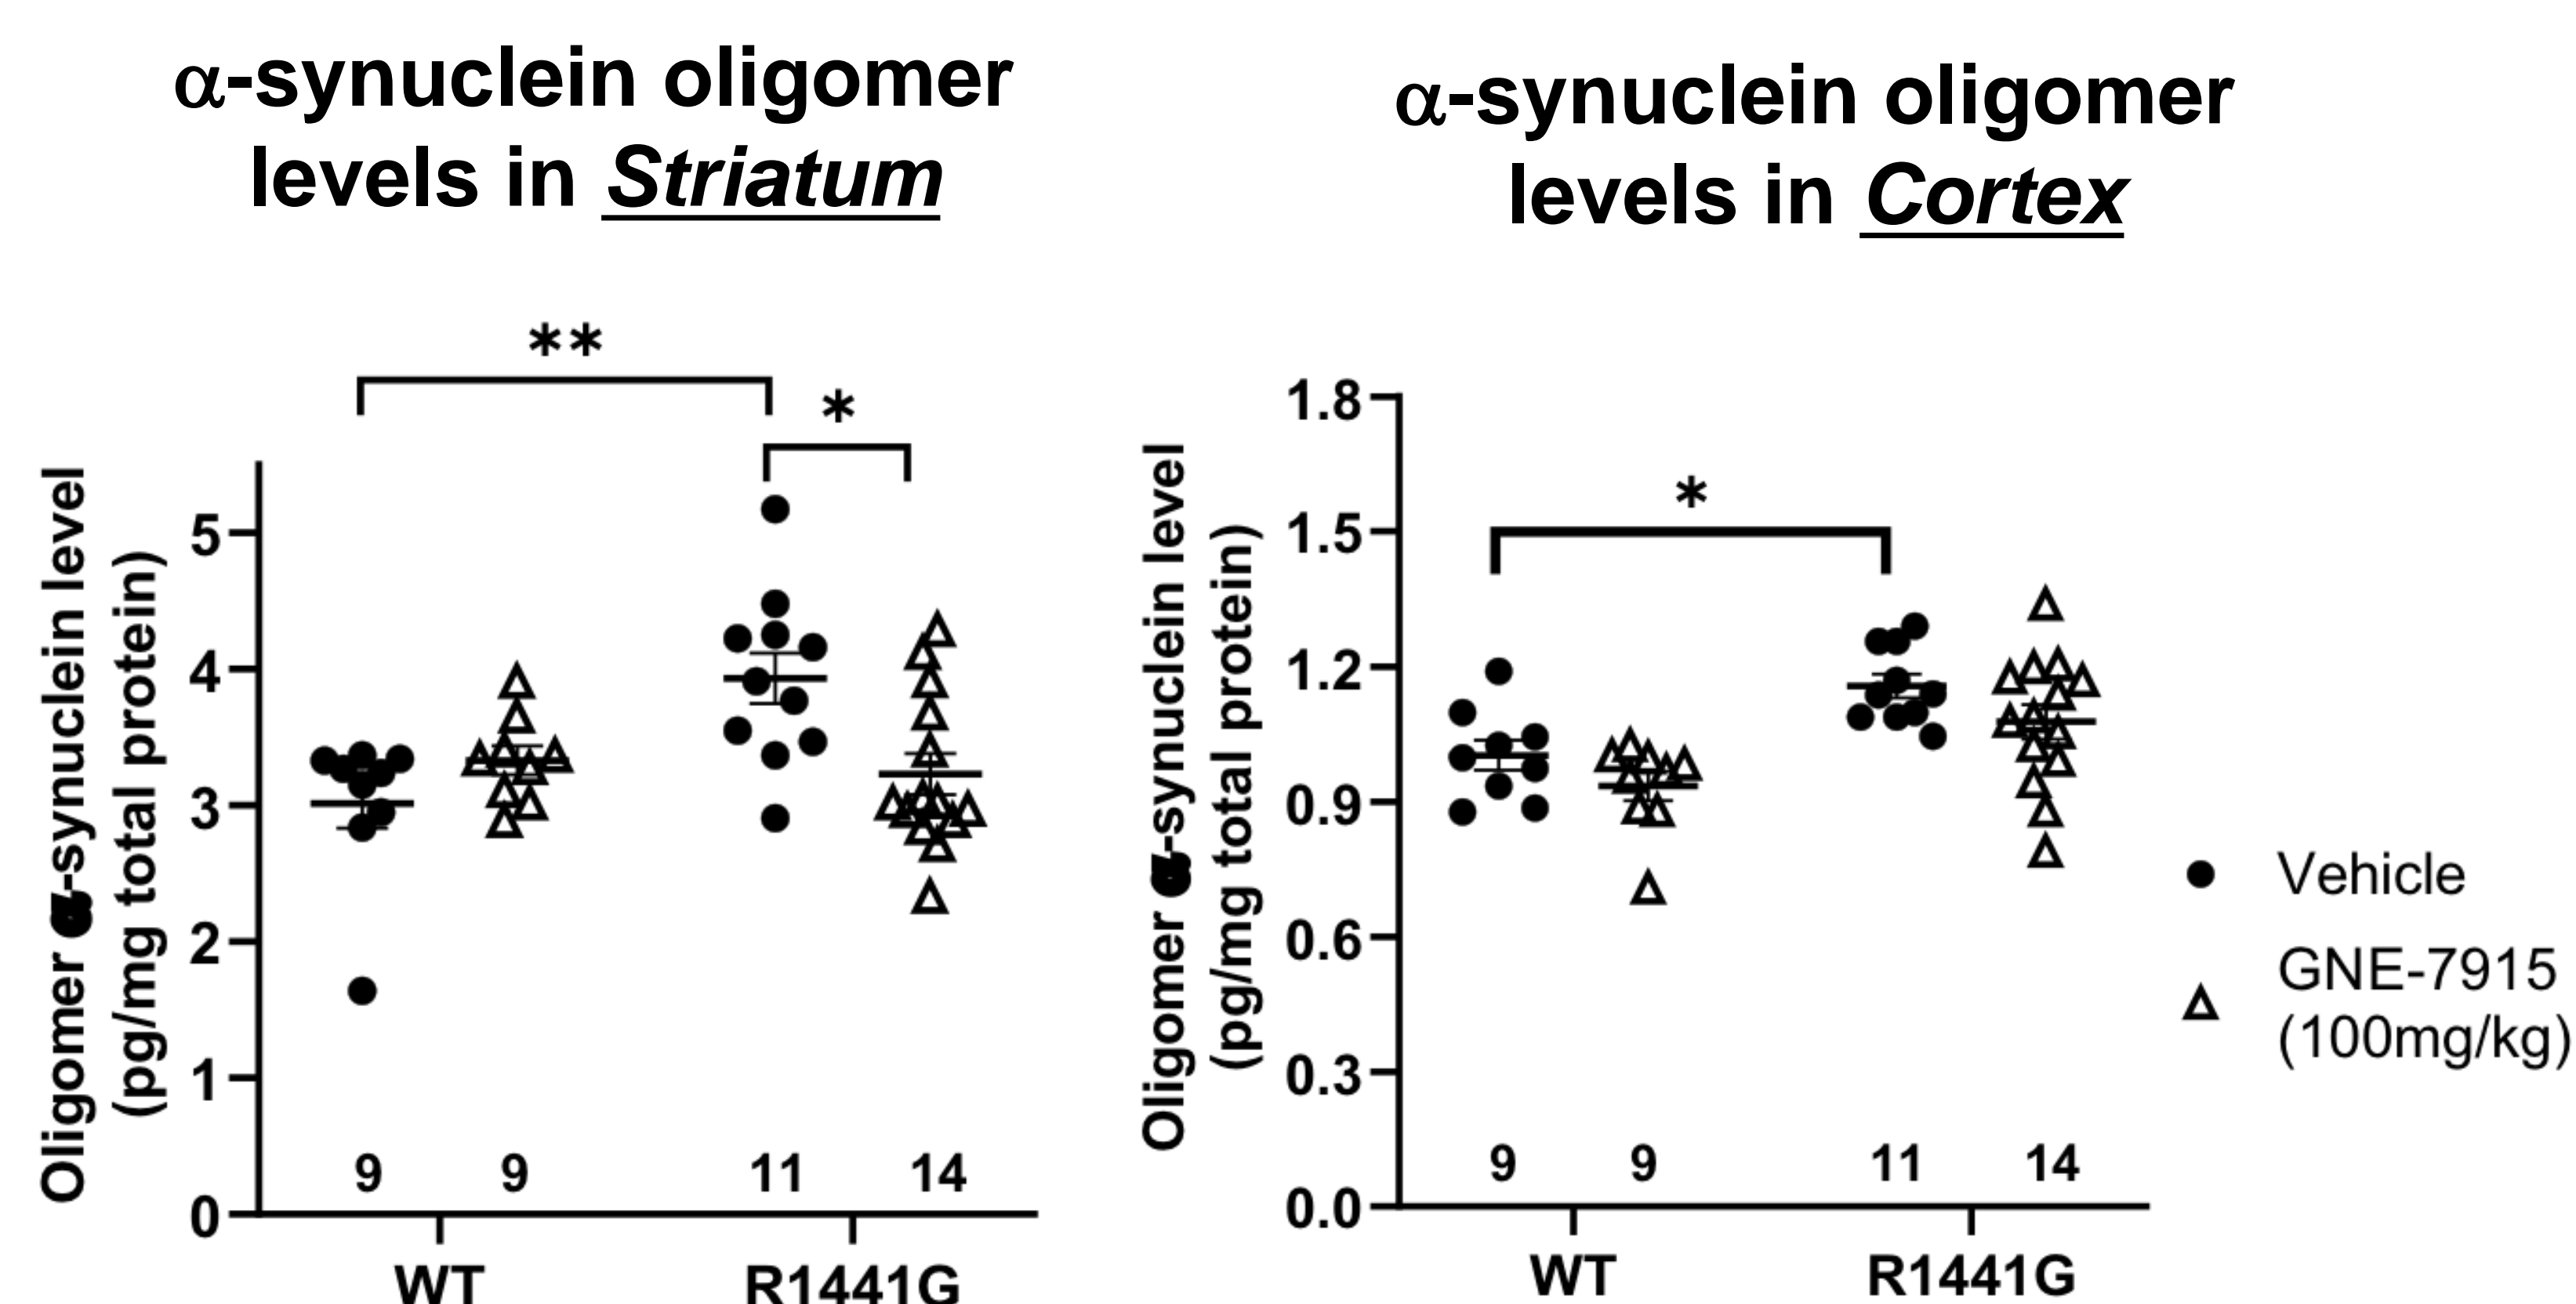 α-synuclein oligomer
levels in Striatum
**
*
Oligomer α-synuclein level
(pg/mg total protein)
5
4
3
2
1
0
9 9 11 14
WT R1441G
α-synuclein oligomer
levels in Cortex
*
Oligomer α-synuclein level
(pg/mg total protein)
1.8
1.5
1.2
0.9
0.6
0.3
0.0
9 9 11 14
WT R1441G
Vehicle
GNE-7915
(100mg/kg)